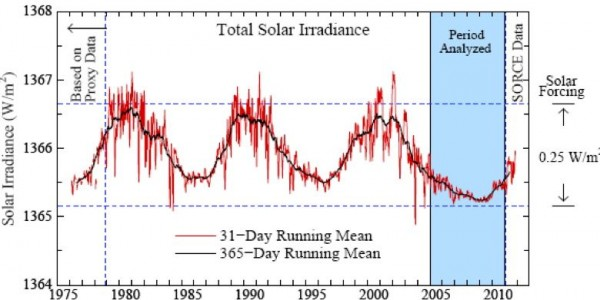 1368
1367
1366
1365
1364
Solar Irradiance (W/m²)
Based on
Proxy Data
Total Solar Irradiance
Period
Analyzed
SORCE Data
Solar
Forcing
0.25 W/m²
31−Day Running Mean
365−Day Running Mean
1975 1980 1985 1990 1995 2000 2005 2010